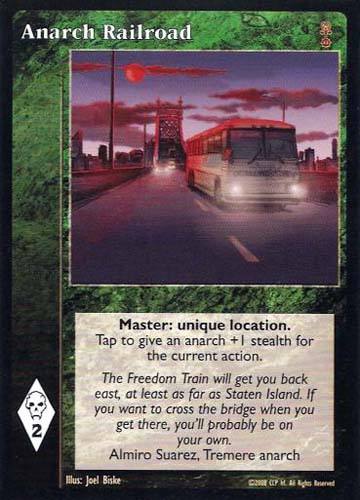 Anarch Railroad
Master: unique location.
Tap to give an anarch +1 stealth for
the current action.
The Freedom Train will get you back
east, at least as far as Staten Island. If
you want to cross the bridge when you
get there, you'll probably be on
your own.
Almiro Suarez, Tremere anarch
2
Illus: Joel Biske
©2008 CCP hf. All Rights Reserved